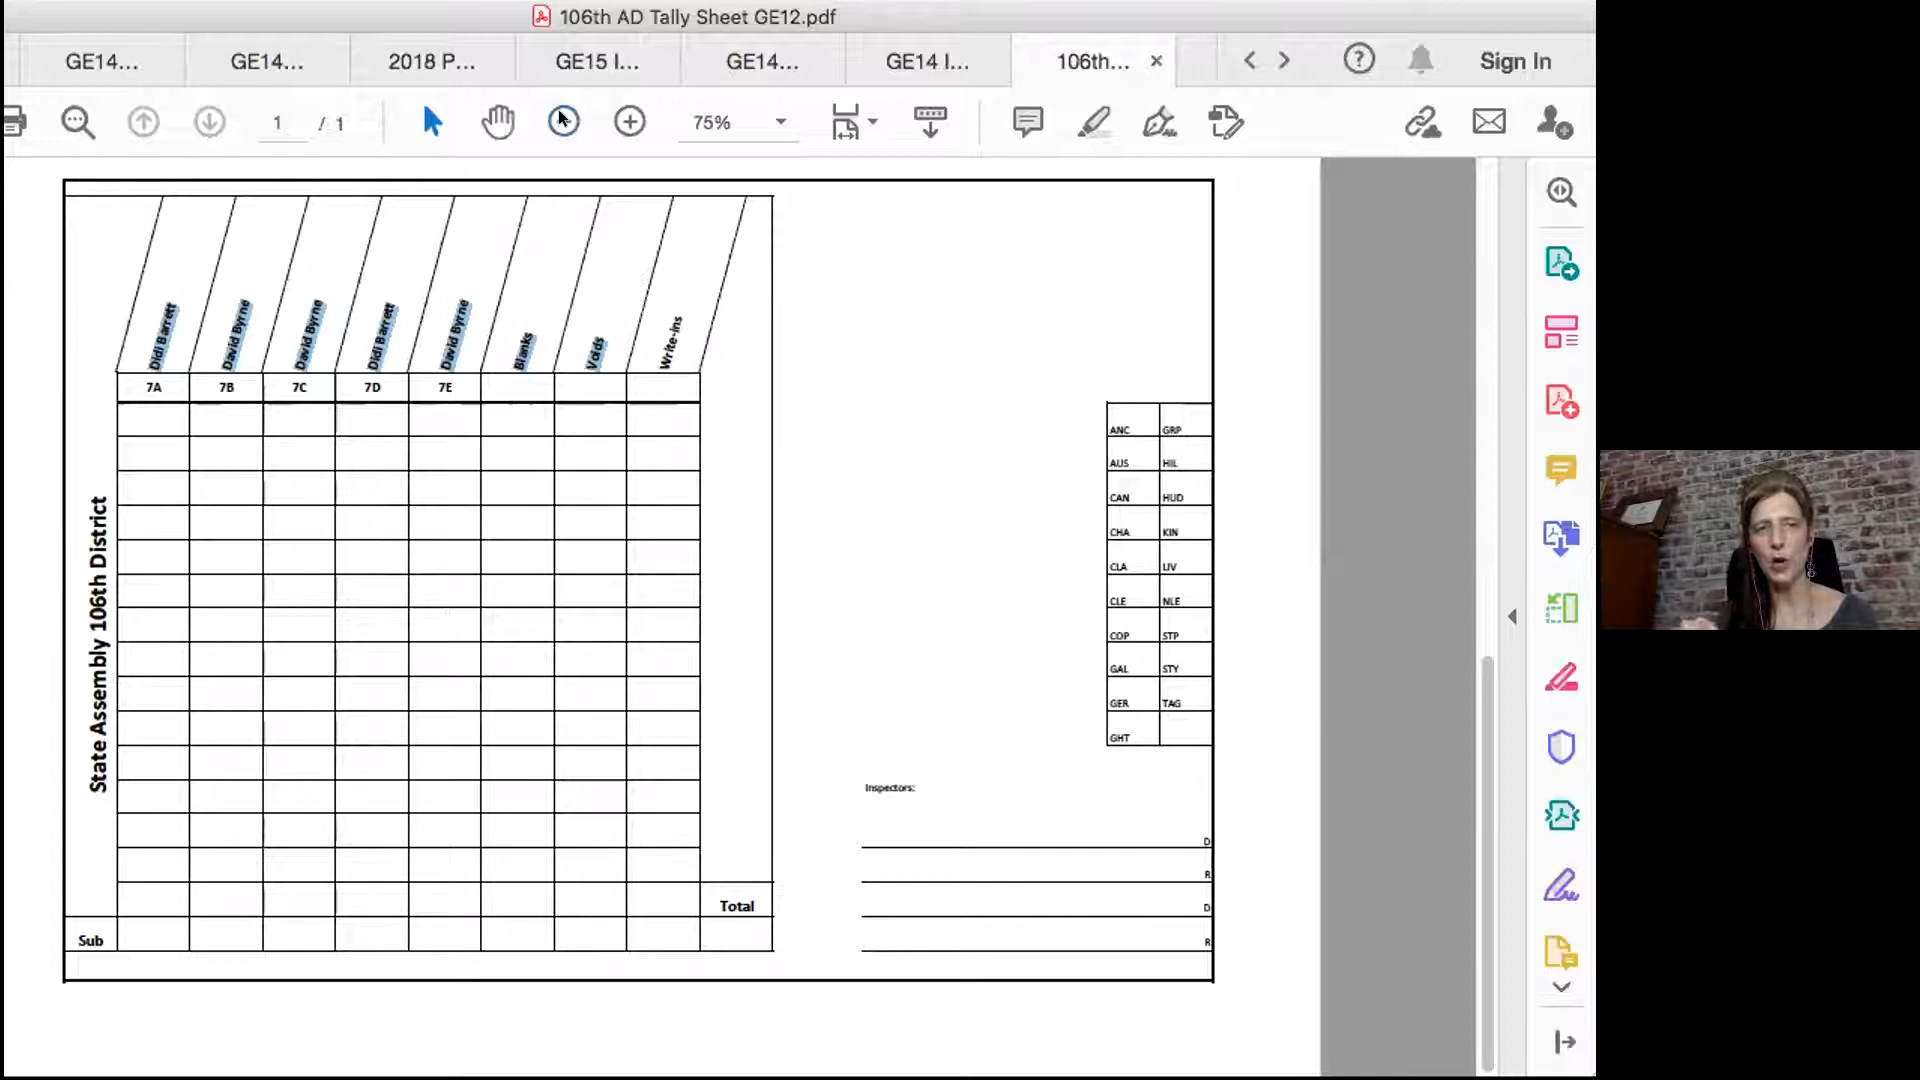 106th AD Tally Sheet GE12.pdf
GE14...
GE14...
2018 P...
GE15 I...
GE14...
GE14 I...
106th...
Sign In
1 / 1
75%
Didi Barrett
David Byrne
David Byrne
Didi Barrett
David Byrne
Blanks
Voids
Write-ins
7A 7B 7C 7D 7E
State Assembly 106th District
ANC GRP
AUS HIL
CAN HUD
CHA KIN
CLA LIV
CLE NLE
COP STP
GAL STY
GER TAG
GHT
Inspectors:
D
R
D
R
Total
Sub